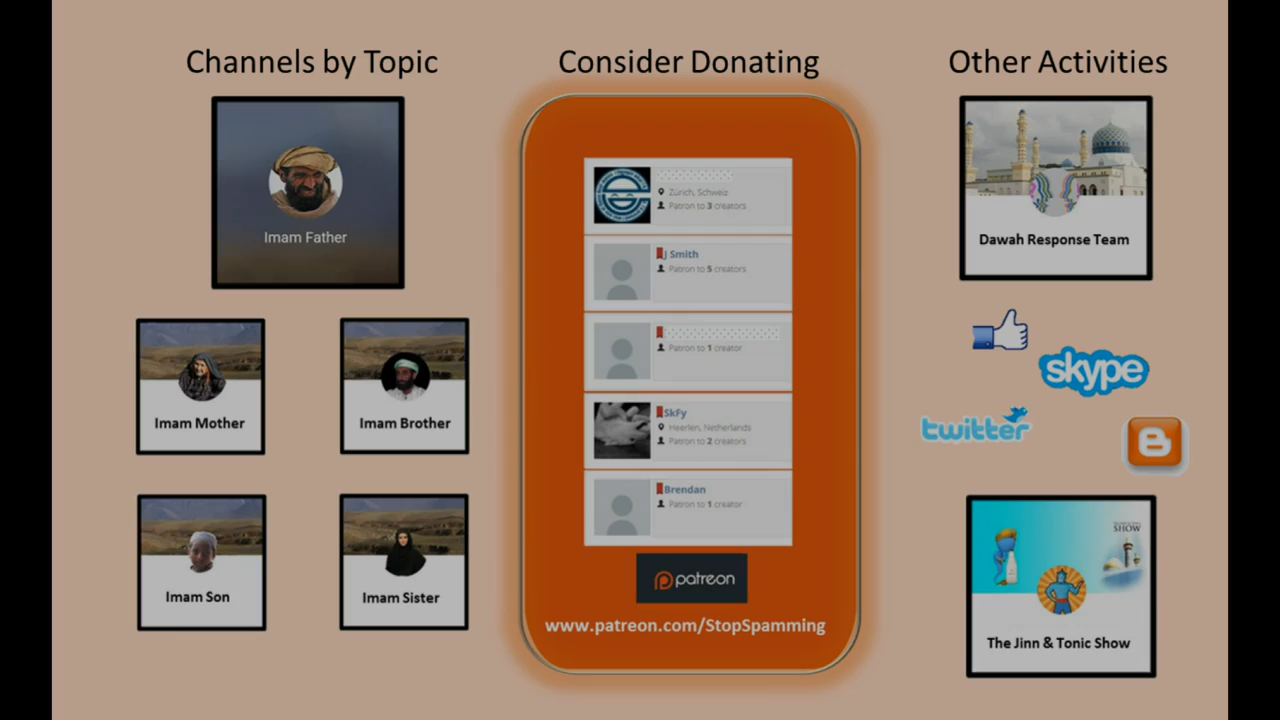 Channels by Topic
Imam Father
Imam Mother
Imam Brother
Imam Son
Imam Sister
Consider Donating
Zürich, Schweiz
Patron to 3 creators
J Smith
Patron to 5 creators
Patron to 1 creator
SkFy
Heerlen, Netherlands
Patron to 2 creators
Brendan
Patron to 1 creator
patreon
www.patreon.com/StopSpamming
Other Activities
Dawah Response Team
skype
twitter
SHOW
The Jinn & Tonic Show